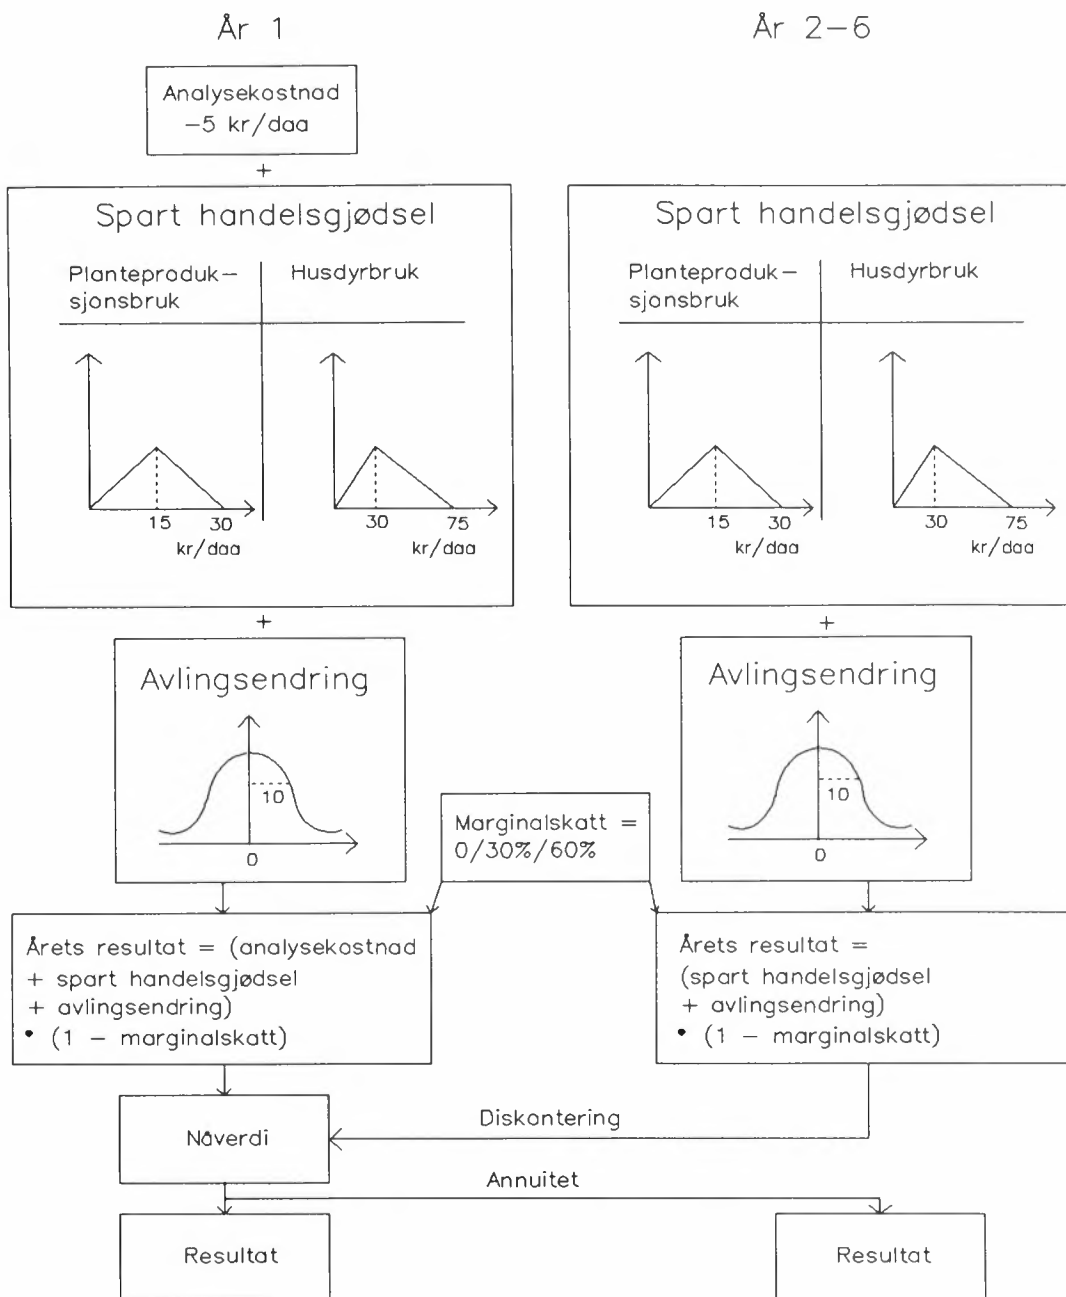 År 1
År 2–6
Analysekostnad
–5 kr/daa
+
Spart handelsgjødsel
Planteproduk–
sjonsbruk
Husdyrbruk
15
30
kr/daa
30
75
kr/daa
Spart handelsgjødsel
Planteproduk–
sjonsbruk
Husdyrbruk
15
30
kr/daa
30
75
kr/daa
+
+
Avlingsendring
10
0
Avlingsendring
10
0
Marginalskatt =
0/30%/60%
Årets resultat = (analysekostnad
+ spart handelsgjødsel
+ avlingsendring)
• (1 – marginalskatt)
Årets resultat =
(spart handelsgjødsel
+ avlingsendring)
• (1 – marginalskatt)
Nåverdi
Diskontering
Annuitet
Resultat
Resultat